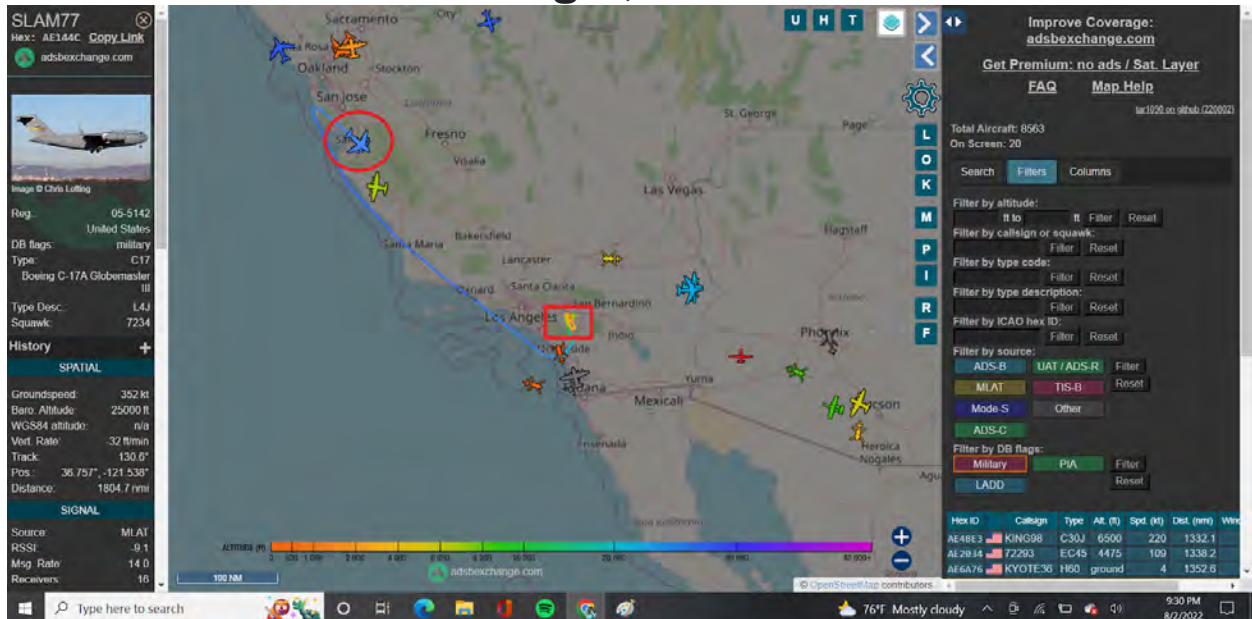 SLAM77
Hex: AE144C Copy Link
adsbexchange.com
Image © Chris Lofting
Reg.: 05-5142
United States
DB flags: military
Type: C17
Boeing C-17A Globemaster
III
Type Desc.: L4J
Squawk: 7234
History +
SPATIAL
Groundspeed: 352 kt
Baro. Altitude: 25000 ft
WGS84 altitude: n/a
Vert. Rate: -32 ft/min
Track: 130.6°
Pos.: 36.757°, -121.538°
Distance: 1804.7 nmi
SIGNAL
Source: MLAT
RSSI: -9.1
Msg. Rate: 14.0
Receivers: 16
Sacramento
City
Oakland
Stockton
San Jose
Fresno
Visalia
St. George
Page
Las Vegas
Flagstaff
Santa Maria
Bakersfield
Lancaster
Oxnard
Santa Clarita
San Bernardino
Los Angeles
Indio
Phoenix
Yuma
Mexicali
Ensenada
Heroica
Nogales
U H T
L
O
K
M
P
I
R
F
ALTITUDE (ft)
adsbexchange.com
100 NM
© OpenStreetMap contributors.
Improve Coverage:
adsbexchange.com
Get Premium: no ads / Sat. Layer
FAQ Map Help
tar1090 on github (220802)
Total Aircraft: 8563
On Screen: 20
Search Filters Columns
Filter by altitude:
ft to ft Filter Reset
Filter by callsign or squawk:
Filter Reset
Filter by type code:
Filter Reset
Filter by type description:
Filter Reset
Filter by ICAO hex ID:
Filter Reset
Filter by source:
ADS-B UAT / ADS-R Filter
MLAT TIS-B Reset
Mode-S Other
ADS-C
Filter by DB flags:
Military PIA Filter
LADD Reset
Hex ID Callsign Type Alt. (ft) Spd. (kt) Dist. (nm)
AE48E3 KING98 C30J 6500 220 1332.1
AE2934 72293 EC45 4475 109 1338.2
AE6A76 KYOTE36 H60 ground 4 1352.6
Type here to search
76°F Mostly cloudy
9:30 PM
8/2/2022